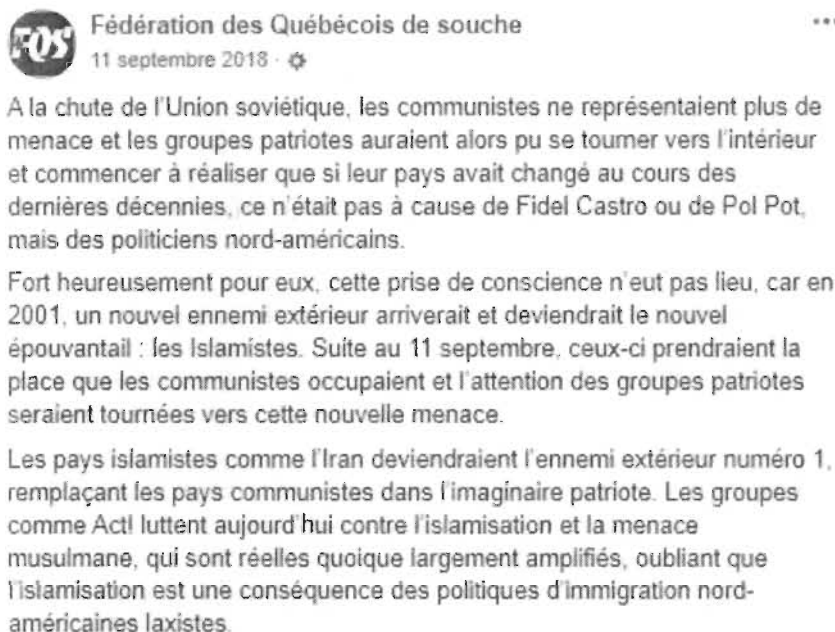 FQS
Fédération des Québécois de souche
11 septembre 2018 ·
A la chute de l'Union soviétique, les communistes ne représentaient plus de
menace et les groupes patriotes auraient alors pu se tourner vers l'intérieur
et commencer à réaliser que si leur pays avait changé au cours des
dernières décennies, ce n'était pas à cause de Fidel Castro ou de Pol Pot,
mais des politiciens nord-américains.
Fort heureusement pour eux, cette prise de conscience n'eut pas lieu, car en
2001, un nouvel ennemi extérieur arriverait et deviendrait le nouvel
épouvantail : les Islamistes. Suite au 11 septembre, ceux-ci prendraient la
place que les communistes occupaient et l'attention des groupes patriotes
seraient tournées vers cette nouvelle menace.
Les pays islamistes comme l'Iran deviendraient l'ennemi extérieur numéro 1,
remplaçant les pays communistes dans l'imaginaire patriote. Les groupes
comme Act! luttent aujourd'hui contre l'islamisation et la menace
musulmane, qui sont réelles quoique largement amplifiés, oubliant que
l'islamisation est une conséquence des politiques d'immigration nord-
américaines laxistes.